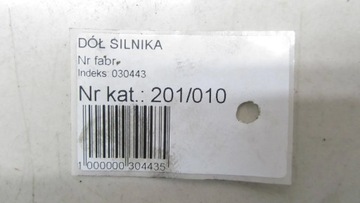 DÓŁ SILNIKA
Nr fabr.
Indeks: 030443
Nr kat.: 201/010
1 000000 304435